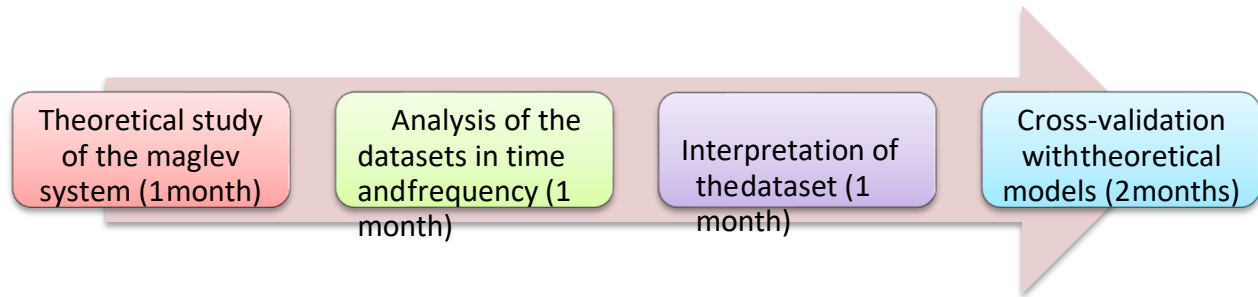 Theoretical study
of the maglev
system (1month)
Analysis of the
datasets in time
andfrequency (1
month)
Interpretation of
thedataset (1
month)
Cross-validation
withtheoretical
models (2months)